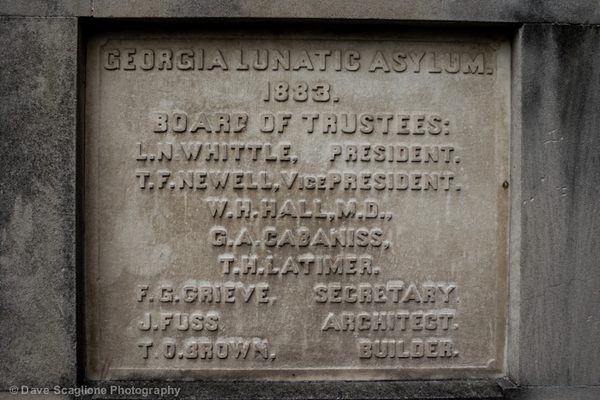 GEORGIA LUNATIC ASYLUM.
1883.
BOARD OF TRUSTEES:
L.N. WHITTLE, PRESIDENT.
T.F. NEWELL, VICE PRESIDENT.
W.H. HALL, M.D.,
G.A. CABANISS,
T.H. LATIMER.
F.G. GRIEVE. SECRETARY
J. FUSS ARCHITECT.
T.O. BROWN, BUILDER.
© Dave Scaglione Photography